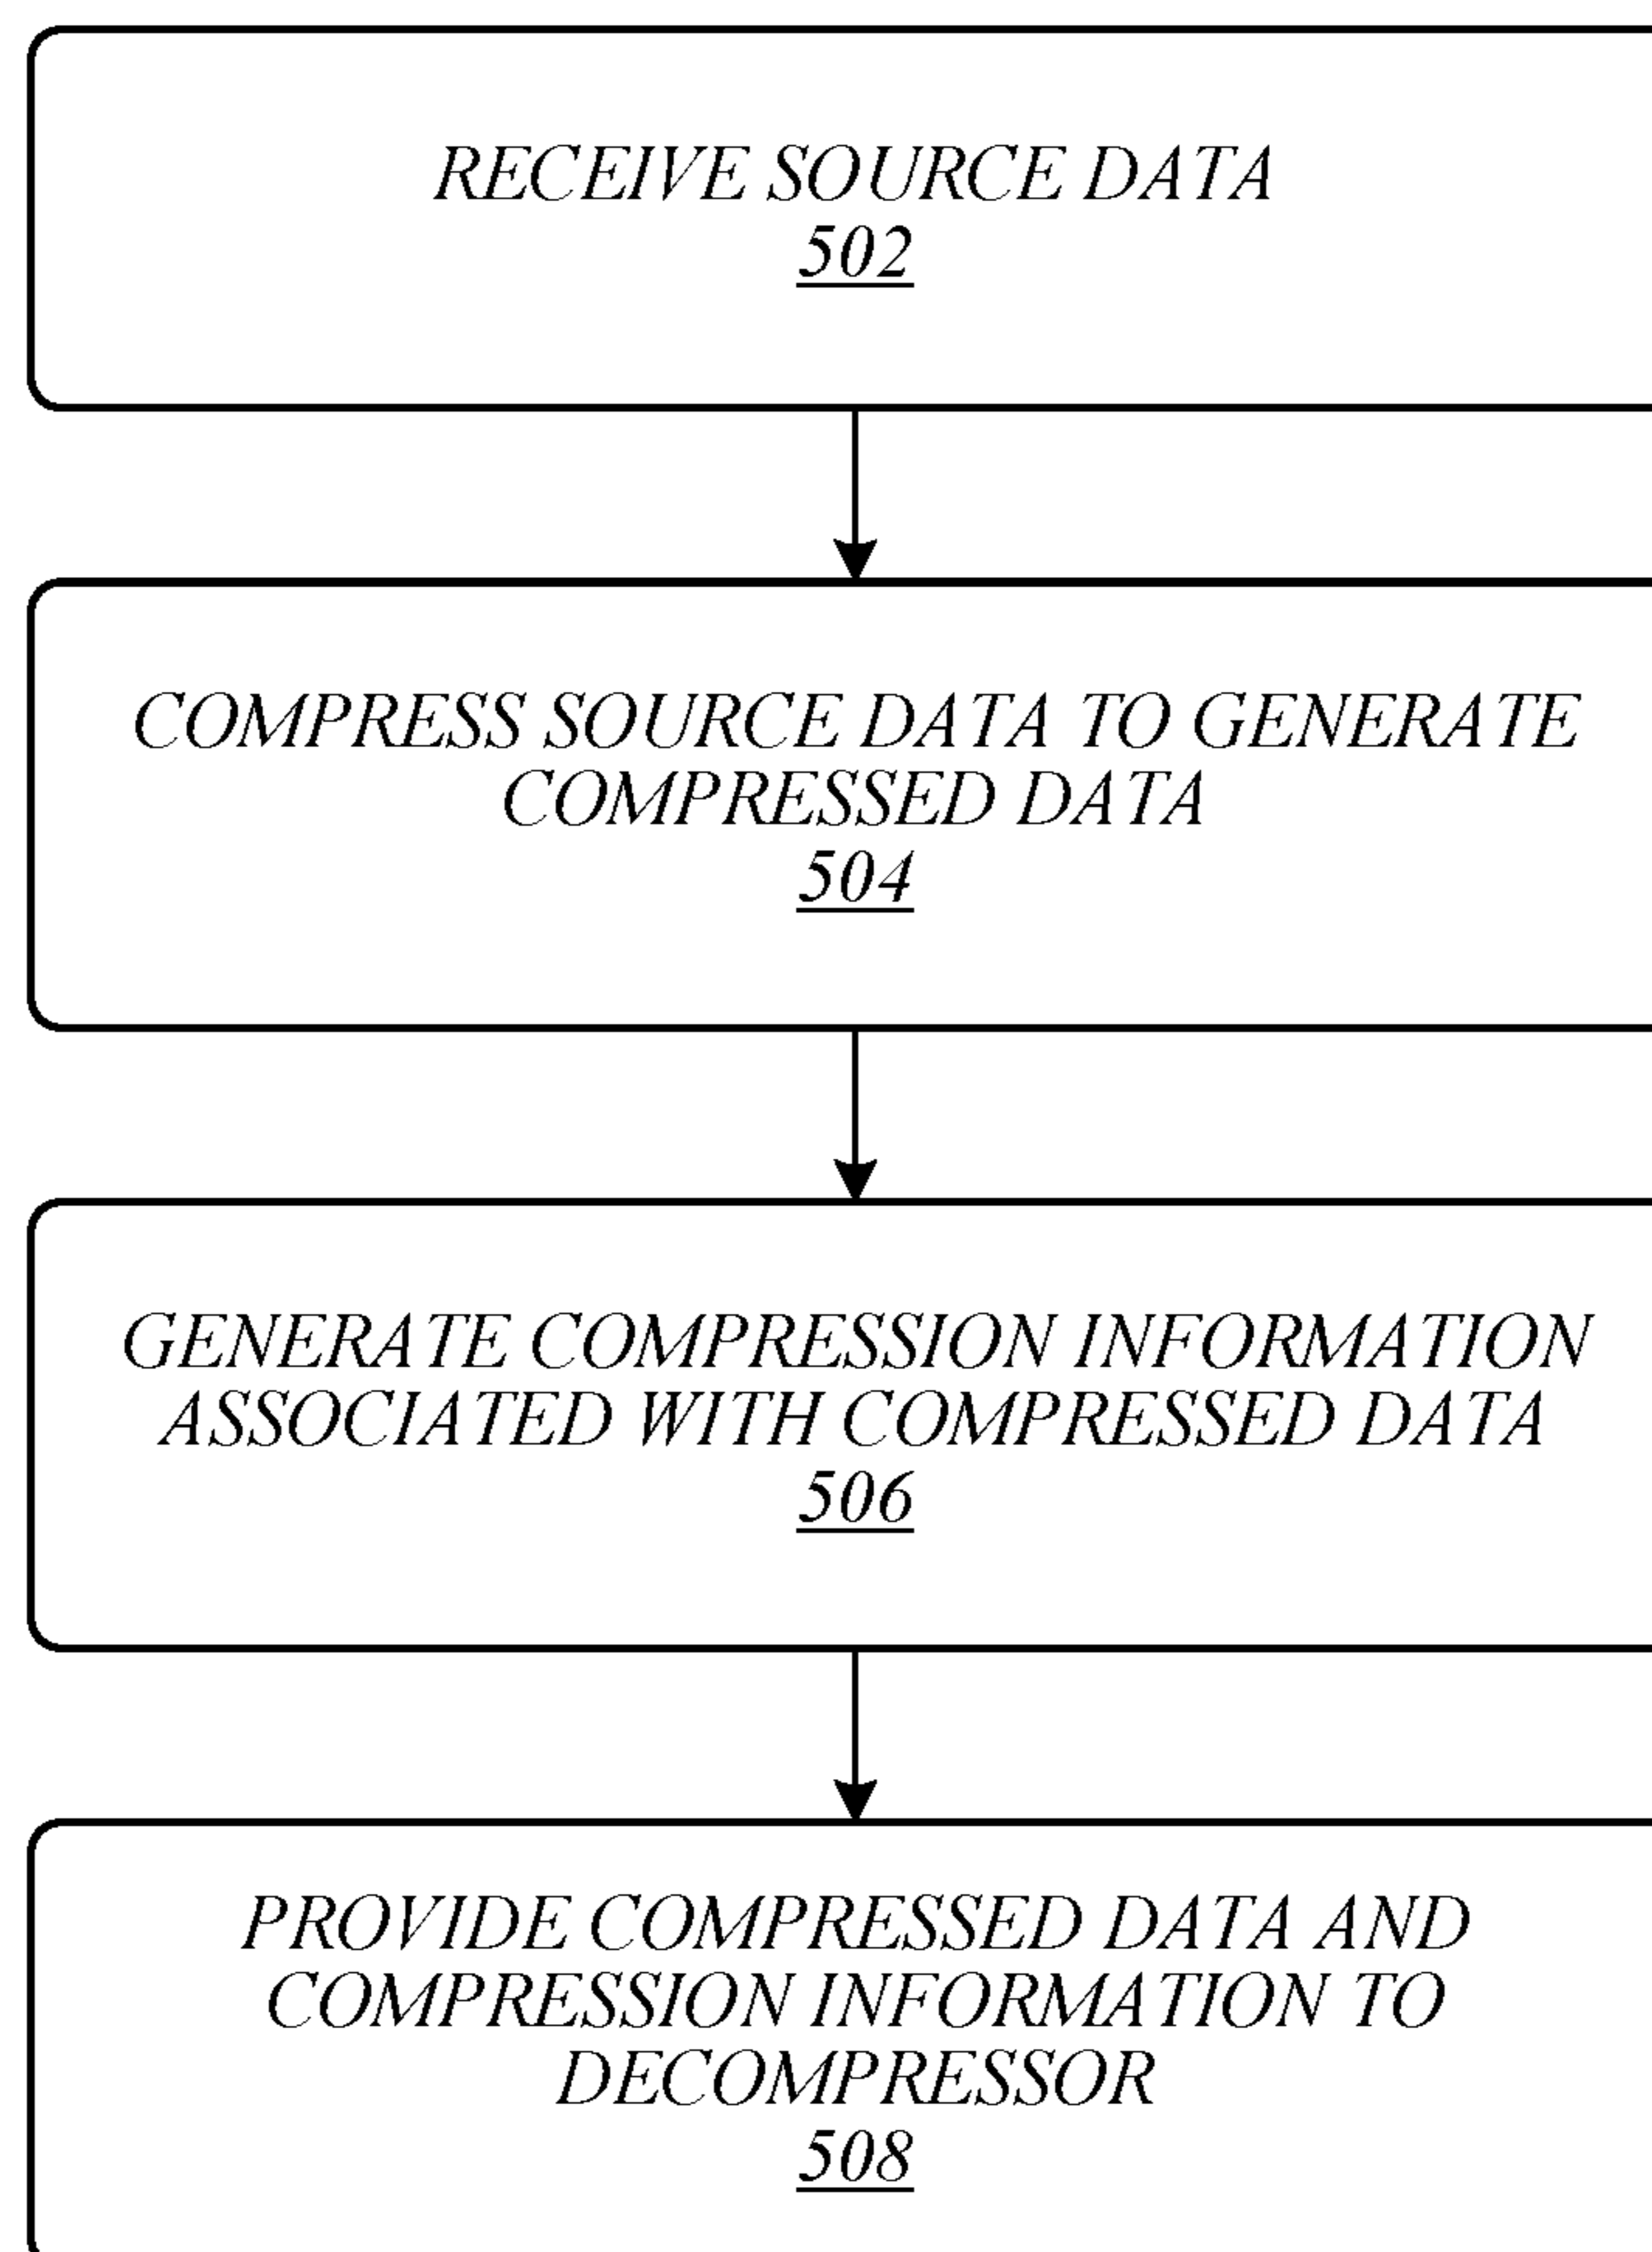 RECEIVE SOURCE DATA
502
COMPRESS SOURCE DATA TO GENERATE
COMPRESSED DATA
504
GENERATE COMPRESSION INFORMATION
ASSOCIATED WITH COMPRESSED DATA
506
PROVIDE COMPRESSED DATA AND
COMPRESSION INFORMATION TO
DECOMPRESSOR
508